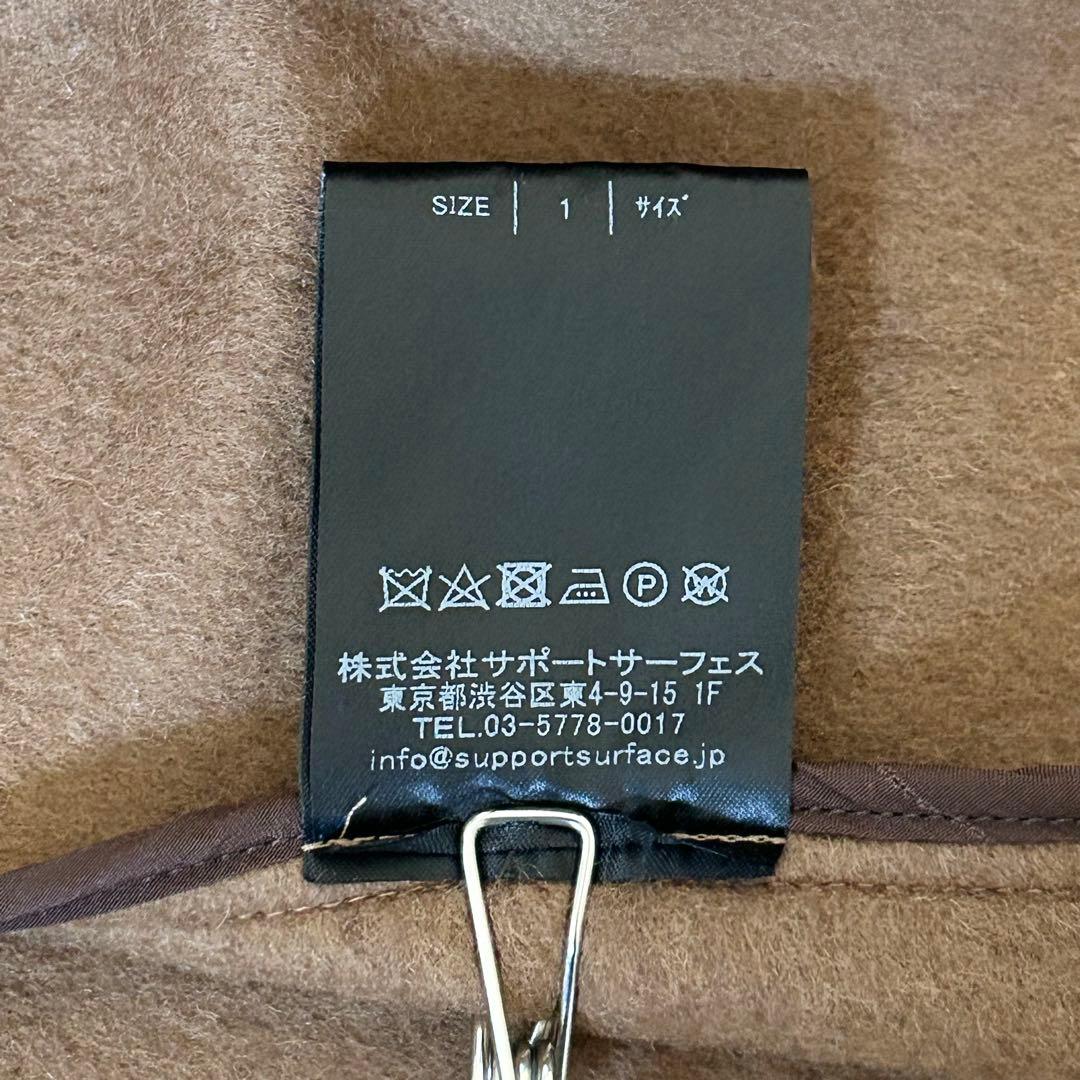 SIZE | 1 | ｻｲｽﾞ
P W
株式会社サポートサーフェス
東京都渋谷区東4-9-15 1F
TEL.03-5778-0017
info@supportsurface.jp